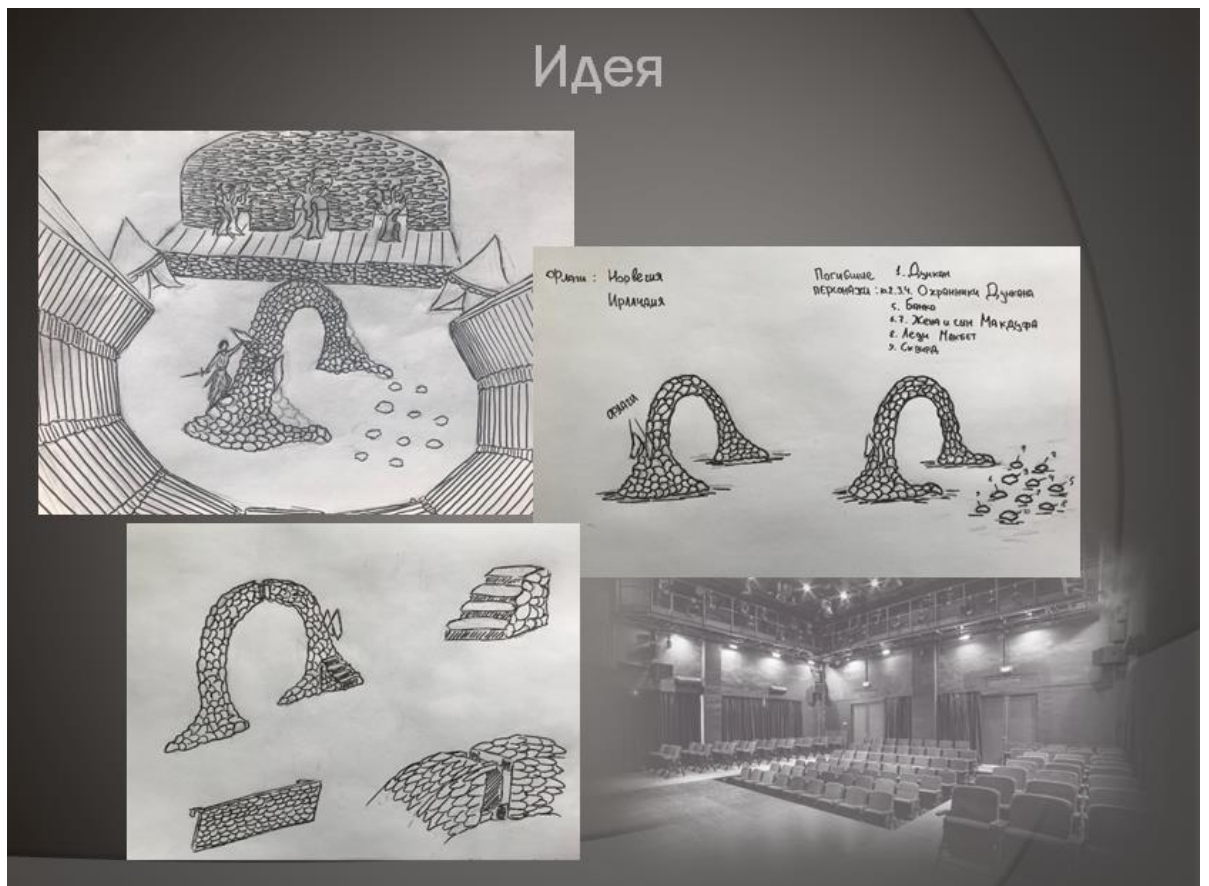 Идея
Флаги: Норвегия
Ирландия
Погибшие 1. Дункан
персонажи: 2.3.4. Охранники Дункана
5. Банко
6.7. Жена и сын Макдуфа
8. Леди Макбет
9. Сивард
флаги